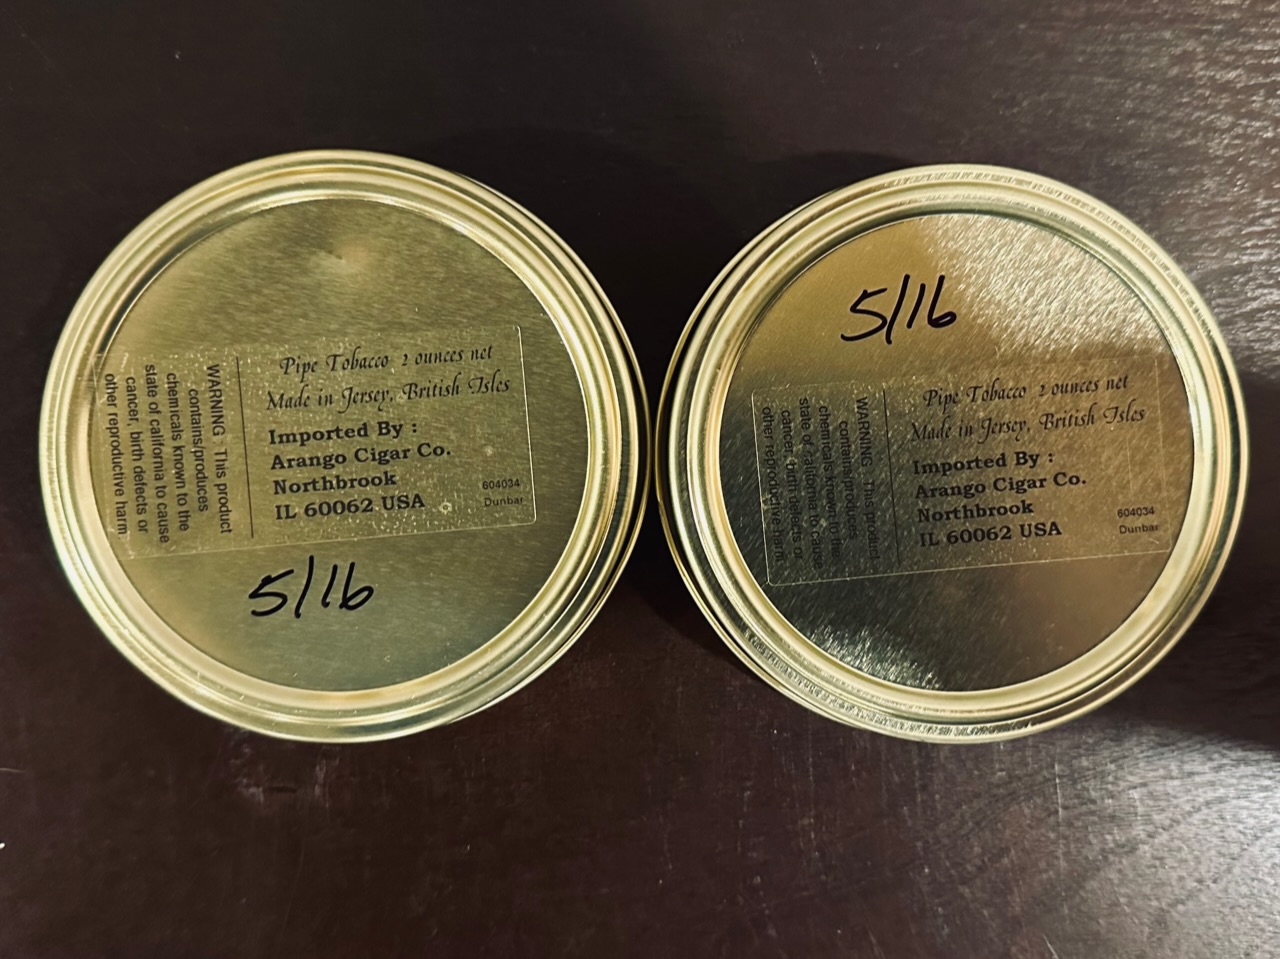 Pipe Tobacco 2 ounces net
Made in Jersey, British Isles
Imported By :
Arango Cigar Co.
Northbrook
IL 60062 USA
604034
Dunbar
WARNING This product
contains/produces
chemicals known to the
state of california to cause
cancer, birth defects or
other reproductive harm
5/16
5/16
Pipe Tobacco 2 ounces net
Made in Jersey, British Isles
Imported By :
Arango Cigar Co.
Northbrook
IL 60062 USA
604034
Dunbar
WARNING This product
contains/produces
chemicals known to the
state of california to cause
cancer, birth defects or
other reproductive harm